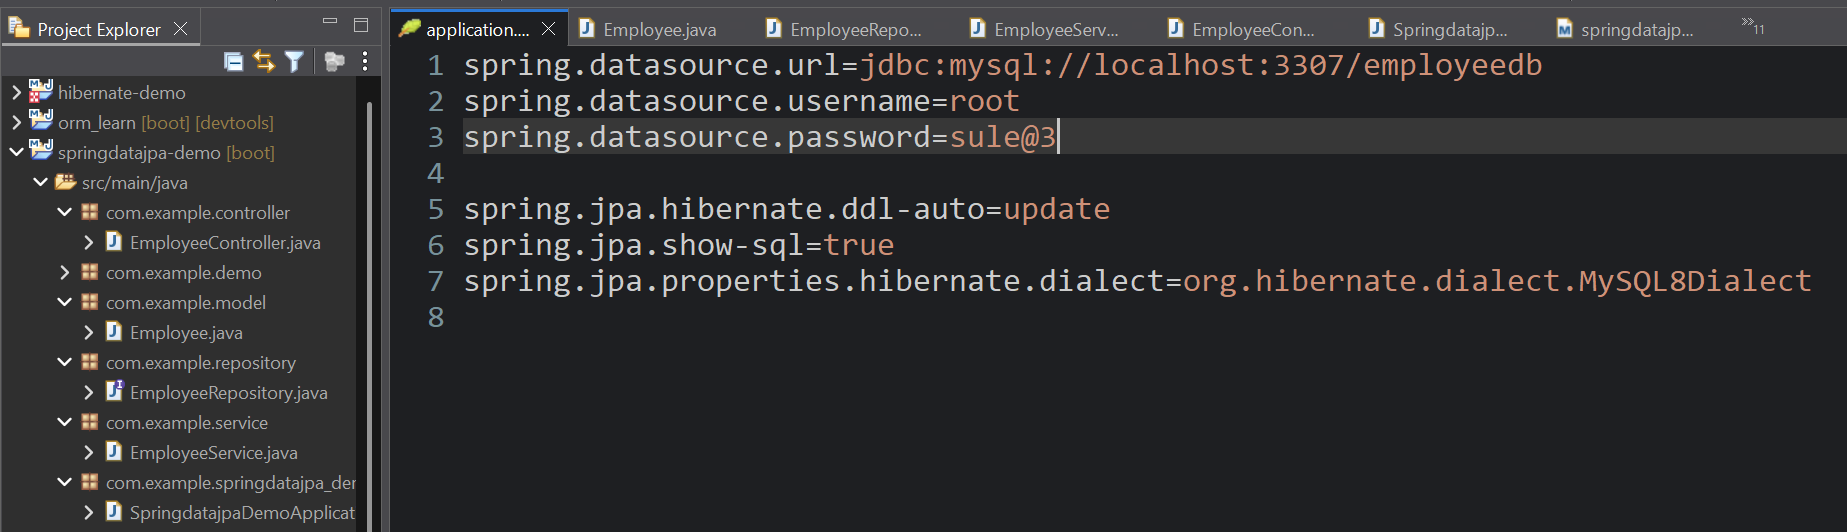 Project Explorer
application....
Employee.java
EmployeeRepo...
EmployeeServ...
EmployeeCon...
Springdatajp...
springdatajp...
»11
hibernate-demo
orm_learn [boot] [devtools]
springdatajpa-demo [boot]
src/main/java
com.example.controller
EmployeeController.java
com.example.demo
com.example.model
Employee.java
com.example.repository
EmployeeRepository.java
com.example.service
EmployeeService.java
com.example.springdatajpa_der
SpringdatajpaDemoApplicat
1 spring.datasource.url=jdbc:mysql://localhost:3307/employeedb
2 spring.datasource.username=root
3 spring.datasource.password=sule@3
4
5 spring.jpa.hibernate.ddl-auto=update
6 spring.jpa.show-sql=true
7 spring.jpa.properties.hibernate.dialect=org.hibernate.dialect.MySQL8Dialect
8